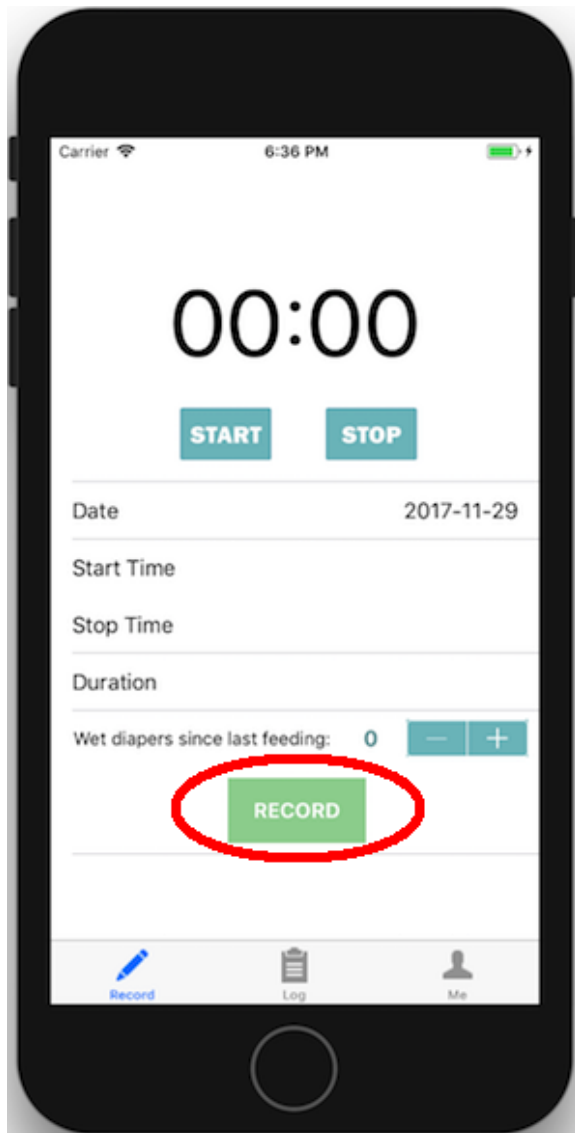 Carrier 6:36 PM
00:00
START STOP
Date 2017-11-29
Start Time
Stop Time
Duration
Wet diapers since last feeding: 0 — +
RECORD
Record Log Me